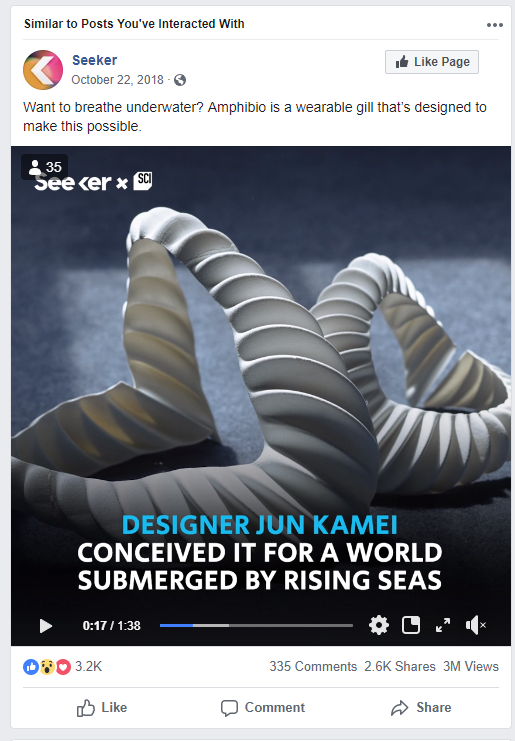 Similar to Posts You've Interacted With
Seeker
Like Page
October 22, 2018
Want to breathe underwater? Amphibio is a wearable gill that's designed to
make this possible.
35
Seeker x SCI
DESIGNER JUN KAMEI
CONCEIVED IT FOR A WORLD
SUBMERGED BY RISING SEAS
0:17 / 1:38
3.2K 335 Comments 2.6K Shares 3M Views
Like Comment Share